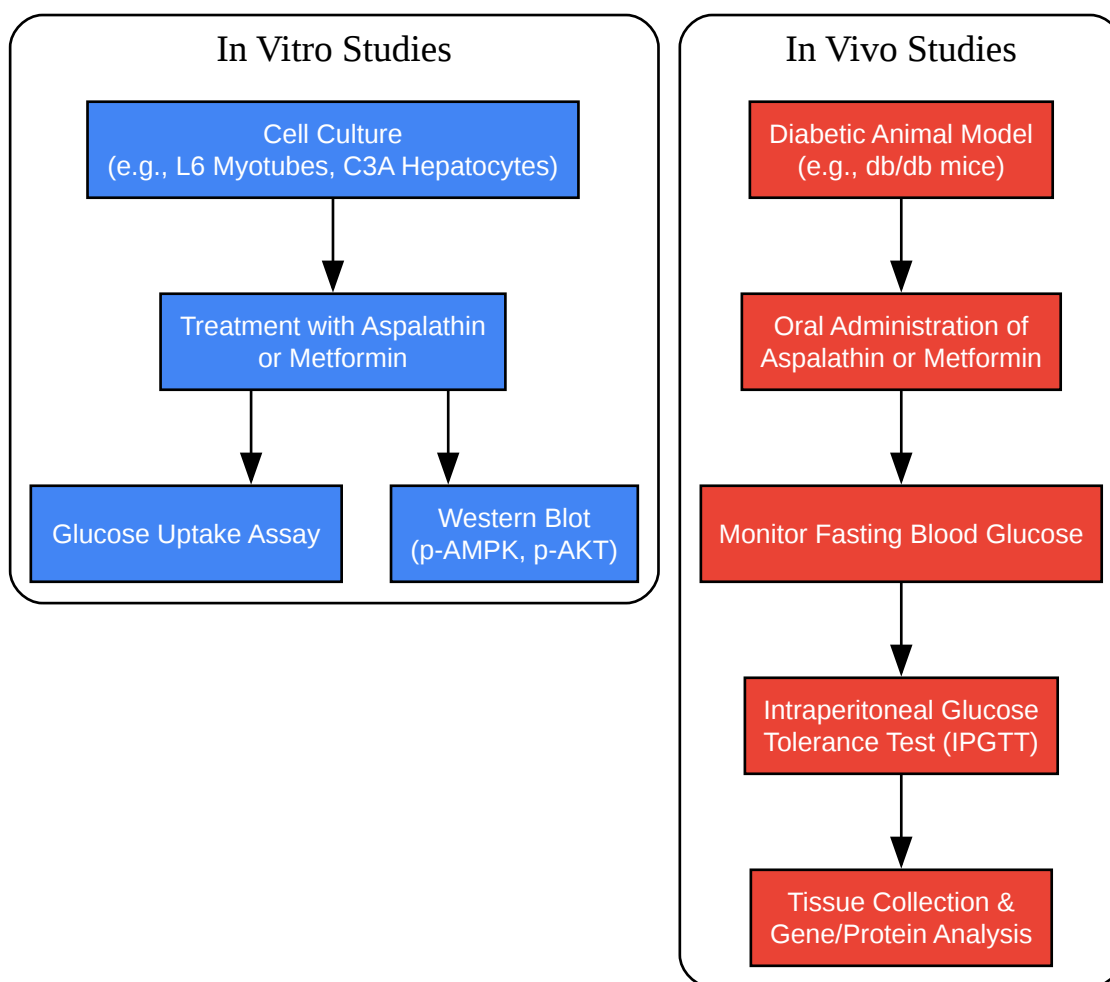 In Vitro Studies
Cell Culture
(e.g., L6 Myotubes, C3A Hepatocytes)
Treatment with Aspalathin
or Metformin
Glucose Uptake Assay
Western Blot
(p-AMPK, p-AKT)
In Vivo Studies
Diabetic Animal Model
(e.g., db/db mice)
Oral Administration of
Aspalathin or Metformin
Monitor Fasting Blood Glucose
Intraperitoneal Glucose
Tolerance Test (IPGTT)
Tissue Collection &
Gene/Protein Analysis